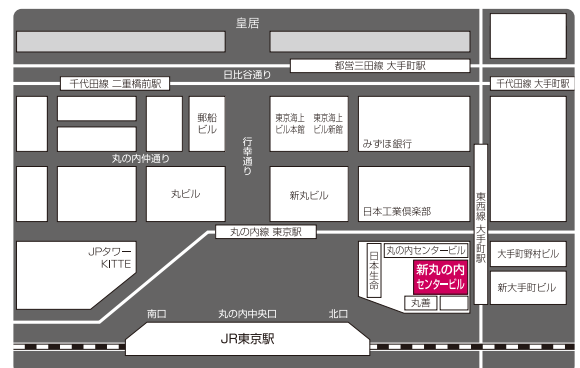 皇居
都営三田線 大手町駅
日比谷通り
千代田線 二重橋前駅
千代田線 大手町駅
郵船
ビル
東京海上
ビル本館
東京海上
ビル新館
みずほ銀行
行幸通り
丸の内仲通り
丸ビル
新丸ビル
日本工業倶楽部
東西線 大手町駅
丸の内線 東京駅
JPタワー
KITTE
日本生命
丸の内センタービル
新丸の内
センタービル
丸善
大手町野村ビル
新大手町ビル
南口
丸の内中央口
北口
JR東京駅